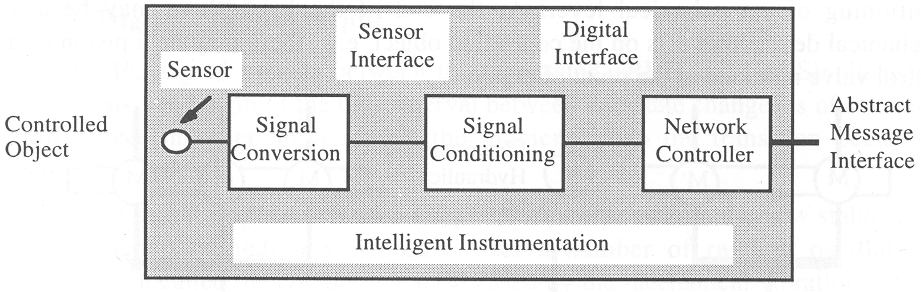 Sensor
Interface
Digital
Interface
Sensor
Controlled
Object
Signal
Conversion
Signal
Conditioning
Network
Controller
Abstract
Message
Interface
Intelligent Instrumentation